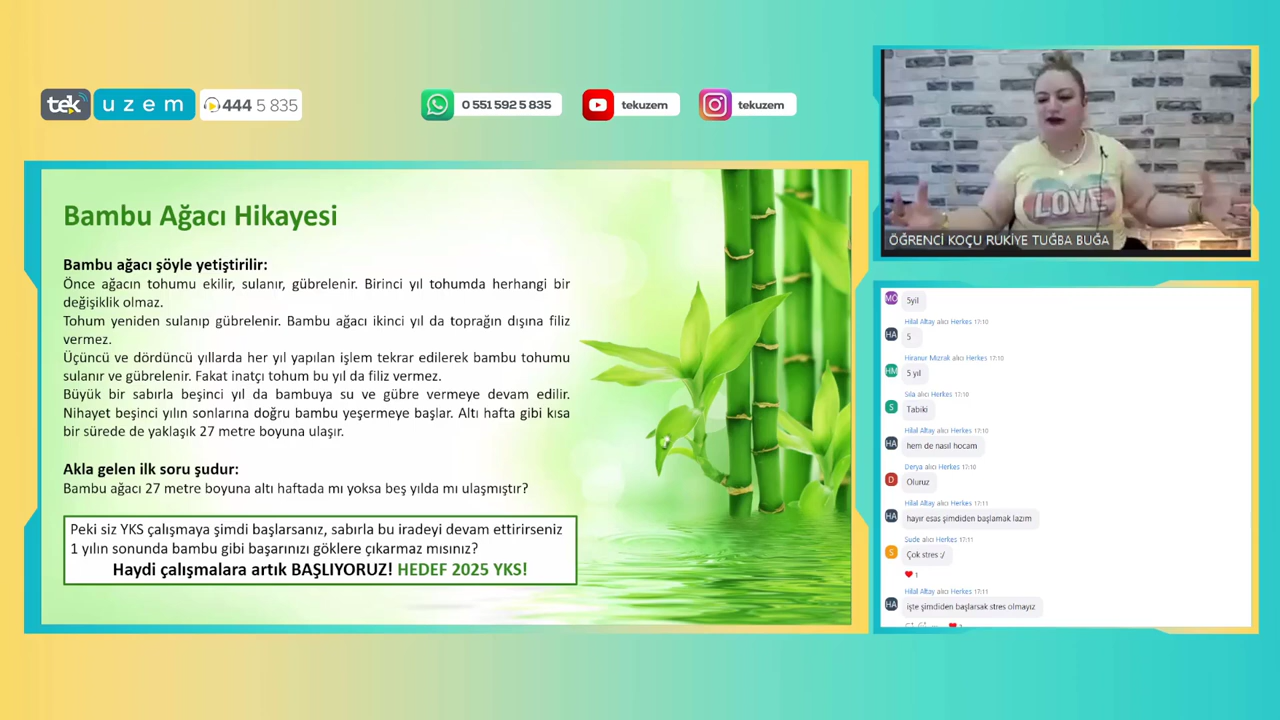 tek uzem 444 5 835
0 551 592 5 835
tekuzem
tekuzem
Bambu Ağacı Hikayesi
Bambu ağacı şöyle yetiştirilir:
Önce ağacın tohumu ekilir, sulanır, gübrelenir. Birinci yıl tohumda herhangi bir
değişiklik olmaz.
Tohum yeniden sulanıp gübrelenir. Bambu ağacı ikinci yıl da toprağın dışına filiz
vermez.
Üçüncü ve dördüncü yıllarda her yıl yapılan işlem tekrar edilerek bambu tohumu
sulanır ve gübrelenir. Fakat inatçı tohum bu yıl da filiz vermez.
Büyük bir sabırla beşinci yıl da bambuya su ve gübre vermeye devam edilir.
Nihayet beşinci yılın sonlarına doğru bambu yeşermeye başlar. Altı hafta gibi kısa
bir sürede de yaklaşık 27 metre boyuna ulaşır.
Akla gelen ilk soru şudur:
Bambu ağacı 27 metre boyuna altı haftada mı yoksa beş yılda mı ulaşmıştır?
Peki siz YKS çalışmaya şimdi başlarsanız, sabırla bu iradeyi devam ettirirseniz
1 yılın sonunda bambu gibi başarınızı göklere çıkarmaz mısınız?
Haydi çalışmalara artık BAŞLIYORUZ! HEDEF 2025 YKS!
LOVE
ÖĞRENCİ KOÇU RUKİYE TUĞBA BUĞA
MÖ 5yil
Hilal Altay alıcı Herkes 17:10
HA 5
Hiranur Mızrak alıcı Herkes 17:10
HM 5 yıl
Sıla alıcı Herkes 17:10
S Tabiki
Hilal Altay alıcı Herkes 17:10
HA hem de nasıl hocam
Derya alıcı Herkes 17:10
D Oluruz
Hilal Altay alıcı Herkes 17:11
HA hayır esas şimdiden başlamak lazım
Sude alıcı Herkes 17:11
S Çok stres :/
1
Hilal Altay alıcı Herkes 17:11
HA işte şimdiden başlarsak stres olmayız